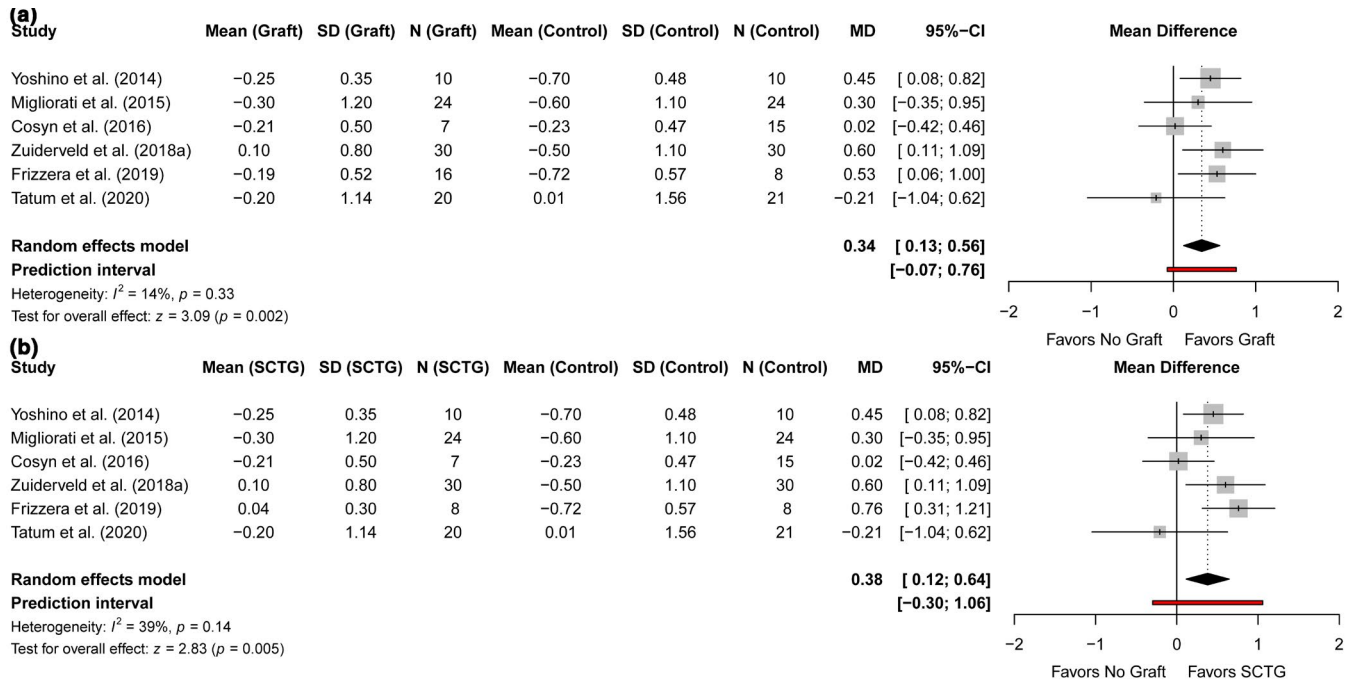 (a)
Study Mean (Graft) SD (Graft) N (Graft) Mean (Control) SD (Control) N (Control) MD 95%−CI Mean Difference
Yoshino et al. (2014) −0.25 0.35 10 −0.70 0.48 10 0.45 [ 0.08; 0.82]
Migliorati et al. (2015) −0.30 1.20 24 −0.60 1.10 24 0.30 [−0.35; 0.95]
Cosyn et al. (2016) −0.21 0.50 7 −0.23 0.47 15 0.02 [−0.42; 0.46]
Zuiderveld et al. (2018a) 0.10 0.80 30 −0.50 1.10 30 0.60 [ 0.11; 1.09]
Frizzera et al. (2019) −0.19 0.52 16 −0.72 0.57 8 0.53 [ 0.06; 1.00]
Tatum et al. (2020) −0.20 1.14 20 0.01 1.56 21 −0.21 [−1.04; 0.62]
Random effects model 0.34 [ 0.13; 0.56]
Prediction interval [−0.07; 0.76]
Heterogeneity: I² = 14%, p = 0.33
−2 −1 0 1 2
Test for overall effect: z = 3.09 (p = 0.002)
Favors No Graft Favors Graft
(b)
Study Mean (SCTG) SD (SCTG) N (SCTG) Mean (Control) SD (Control) N (Control) MD 95%−CI Mean Difference
Yoshino et al. (2014) −0.25 0.35 10 −0.70 0.48 10 0.45 [ 0.08; 0.82]
Migliorati et al. (2015) −0.30 1.20 24 −0.60 1.10 24 0.30 [−0.35; 0.95]
Cosyn et al. (2016) −0.21 0.50 7 −0.23 0.47 15 0.02 [−0.42; 0.46]
Zuiderveld et al. (2018a) 0.10 0.80 30 −0.50 1.10 30 0.60 [ 0.11; 1.09]
Frizzera et al. (2019) 0.04 0.30 8 −0.72 0.57 8 0.76 [ 0.31; 1.21]
Tatum et al. (2020) −0.20 1.14 20 0.01 1.56 21 −0.21 [−1.04; 0.62]
Random effects model 0.38 [ 0.12; 0.64]
Prediction interval [−0.30; 1.06]
Heterogeneity: I² = 39%, p = 0.14
−2 −1 0 1 2
Test for overall effect: z = 2.83 (p = 0.005)
Favors No Graft Favors SCTG